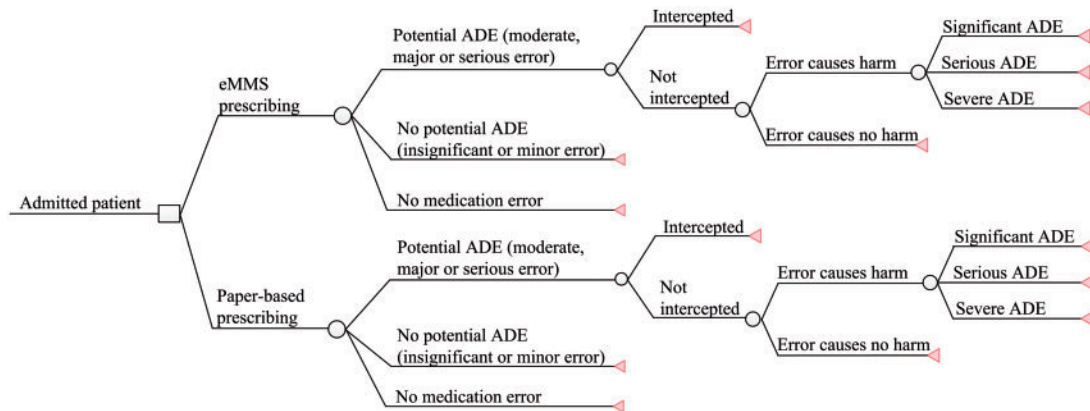 Potential ADE (moderate,
major or serious error)
Intercepted
Significant ADE
Error causes harm
Serious ADE
Not
intercepted
Severe ADE
eMMS
prescribing
No potential ADE
(insignificant or minor error)
Error causes no harm
No medication error
Admitted patient
Potential ADE (moderate,
major or serious error)
Intercepted
Significant ADE
Error causes harm
Serious ADE
Not
intercepted
Severe ADE
Paper-based
prescribing
No potential ADE
(insignificant or minor error)
Error causes no harm
No medication error